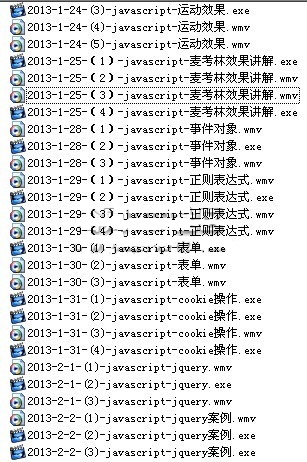 2013-1-24-(3)-javascript-运动效果.exe
2013-1-24-(4)-javascript-运动效果.wmv
2013-1-24-(5)-javascript-运动效果.wmv
2013-1-25-(１)-javascript-麦考林效果讲解.exe
2013-1-25-(２)-javascript-麦考林效果讲解.wmv
2013-1-25-(３)-javascript-麦考林效果讲解.wmv
2013-1-25-(４)-javascript-麦考林效果讲解.exe
2013-1-28-(１)-javascript-事件对象.wmv
2013-1-28-(２)-javascript-事件对象.exe
2013-1-28-(３)-javascript-事件对象.wmv
2013-1-29-(１)-javascript-正则表达式.wmv
2013-1-29-(２)-javascript-正则表达式.exe
2013-1-29-(３)-javascript-正则表达式.wmv
2013-1-29-(４)-javascript-正则表达式.wmv
2013-1-30-(1)-javascript-表单.exe
2013-1-30-(2)-javascript-表单.wmv
2013-1-30-(3)-javascript-表单.wmv
2013-1-31-(1)-javascript-cookie操作.exe
2013-1-31-(2)-javascript-cookie操作.exe
2013-1-31-(3)-javascript-cookie操作.wmv
2013-1-31-(4)-javascript-cookie操作.exe
2013-2-1-(1)-javascript-jquery.wmv
2013-2-1-(2)-javascript-jquery.exe
2013-2-1-(3)-javascript-jquery.wmv
2013-2-2-(1)-javascript-jquery案例.wmv
2013-2-2-(2)-javascript-jquery案例.exe
2013-2-2-(3)-javascript-jquery案例.exe